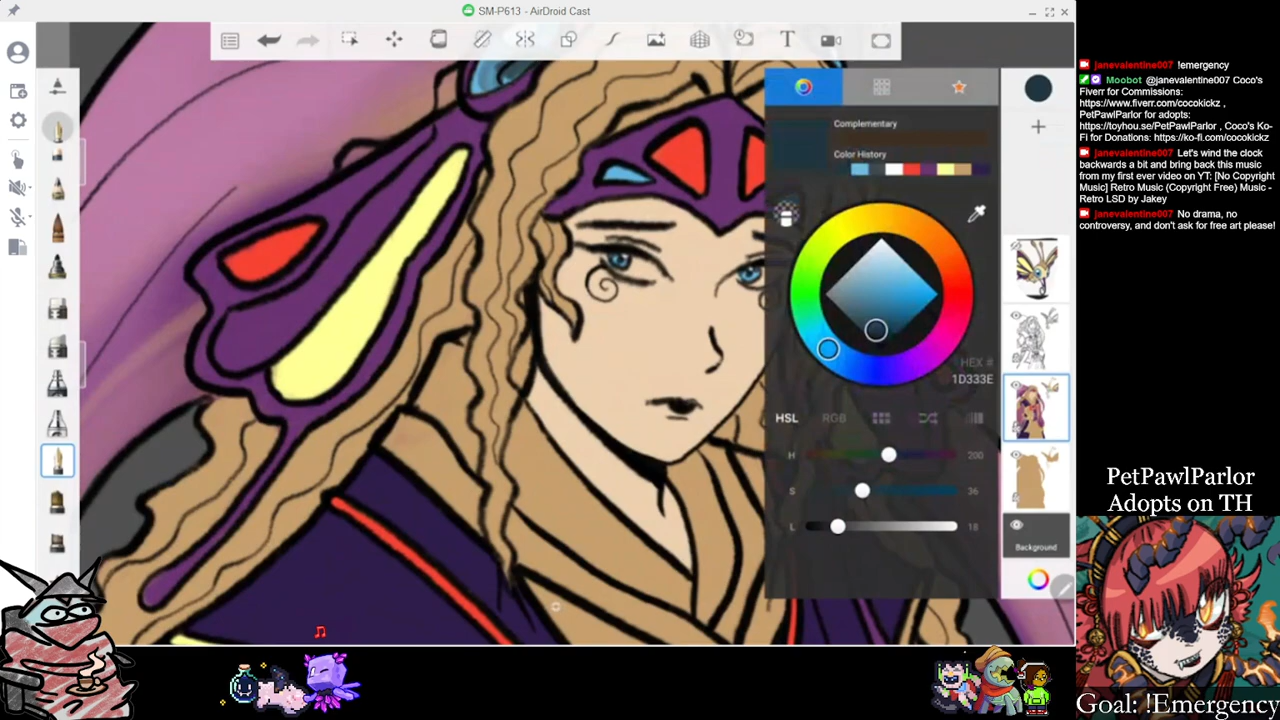 SM-P613 - AirDroid Cast
T
Complementary
Color History
HEX #
1D333E
HSL
RGB
H
200
S
36
L
18
Background
janevalentine007 !emergency
Moobot @janevalentine007 Coco's
Fiverr for Commissions:
https://www.fiverr.com/cocokickz ,
PetPawlParlor for adopts:
https://toyhou.se/PetPawlParlor , Coco's Ko-
Fi for Donations: https://ko-fi.com/cocokickz
janevalentine007 Let's wind the clock
backwards a bit and bring back this music
from my first ever video on YT: [No Copyright
Music] Retro Music (Copyright Free) Music -
Retro LSD by Jakey
janevalentine007 No drama, no
controversy, and don't ask for free art please!
PetPawlParlor
Adopts on TH
Goal: !Emergency